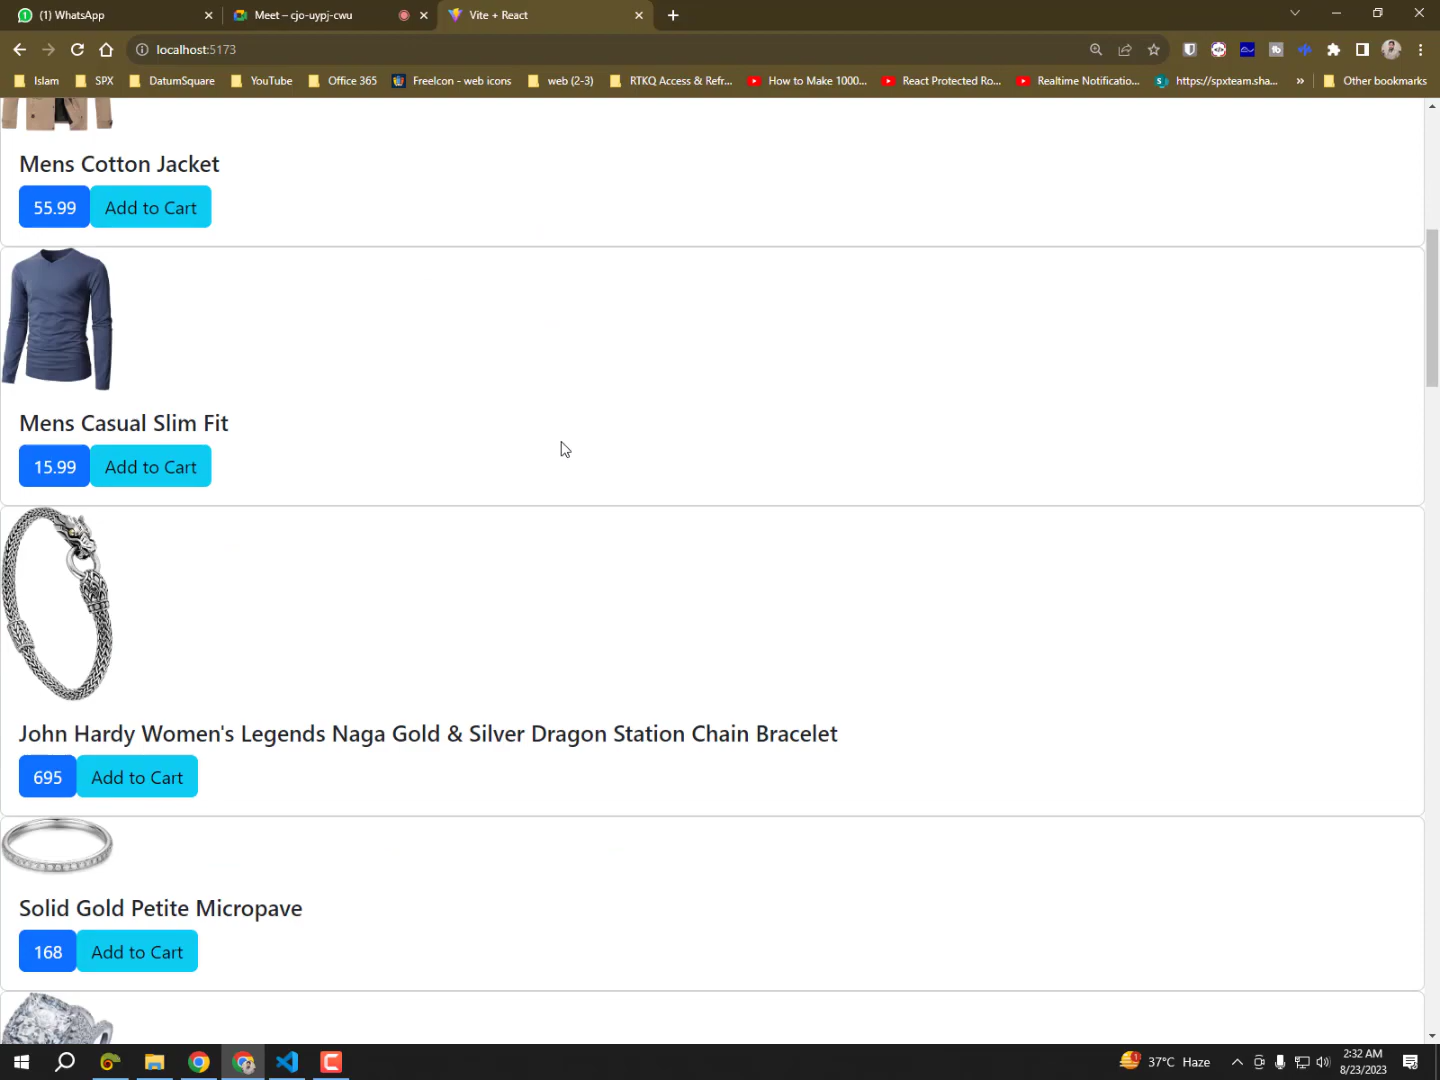 (1) WhatsApp
Meet – cjo-uypj-cwu
Vite + React
localhost:5173
Islam
SPX
DatumSquare
YouTube
Office 365
FreeIcon - web icons
web (2-3)
RTKQ Access & Refr...
How to Make 1000...
React Protected Ro...
Realtime Notificatio...
https://spxteam.sha...
»
Other bookmarks
Mens Cotton Jacket
55.99 Add to Cart
Mens Casual Slim Fit
15.99 Add to Cart
John Hardy Women's Legends Naga Gold & Silver Dragon Station Chain Bracelet
695 Add to Cart
Solid Gold Petite Micropave
168 Add to Cart
37°C Haze
2:32 AM
8/23/2023